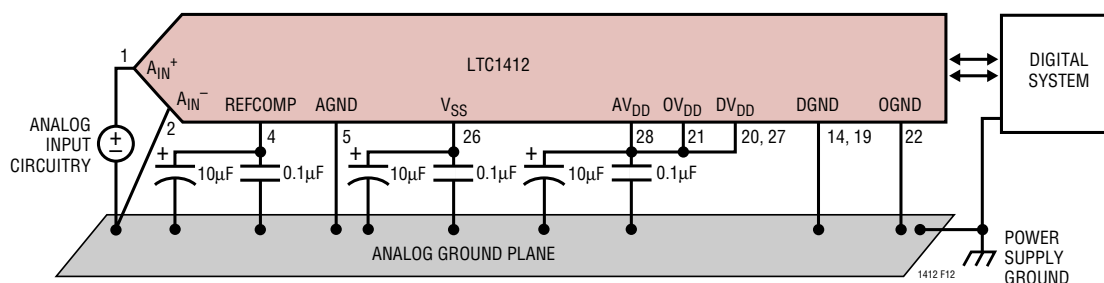 LTC1412
1
A_IN^+
A_IN^–
2
REFCOMP
AGND
V_SS
AV_DD
OV_DD
DV_DD
DGND
OGND
DIGITAL
SYSTEM
ANALOG
INPUT
CIRCUITRY
+
–
4
5
26
28
21
20, 27
14, 19
22
+
10µF
0.1µF
+
10µF
0.1µF
+
10µF
0.1µF
ANALOG GROUND PLANE
POWER
SUPPLY
GROUND
1412 F12